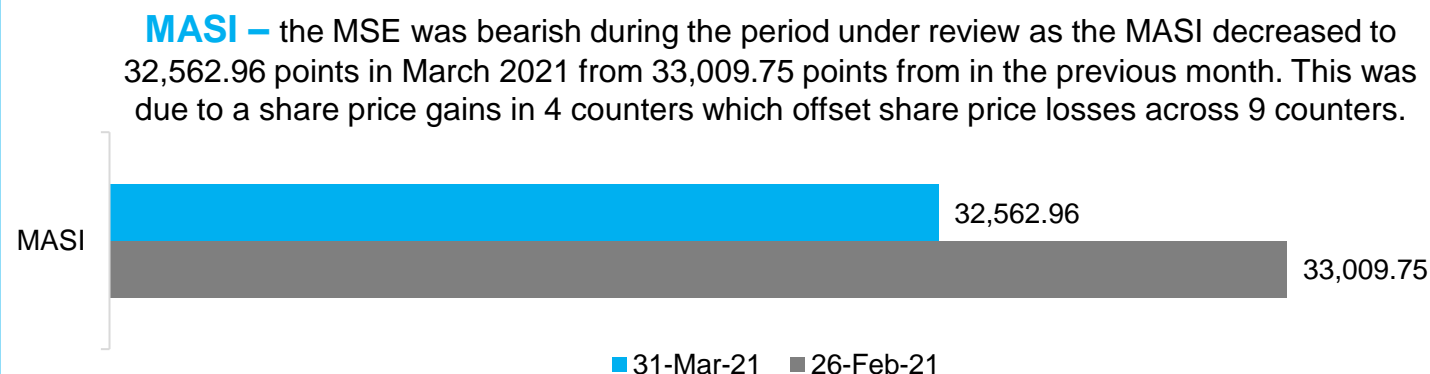 MASI – the MSE was bearish during the period under review as the MASI decreased to
32,562.96 points in March 2021 from 33,009.75 points from in the previous month. This was
due to a share price gains in 4 counters which offset share price losses across 9 counters.
32,562.96
MASI
33,009.75
31-Mar-21 26-Feb-21